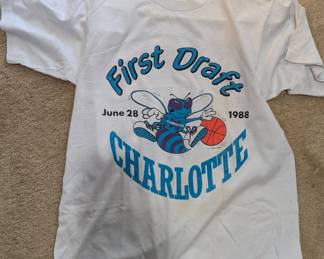 First Draft
June 28 1988
CHARLOTTE